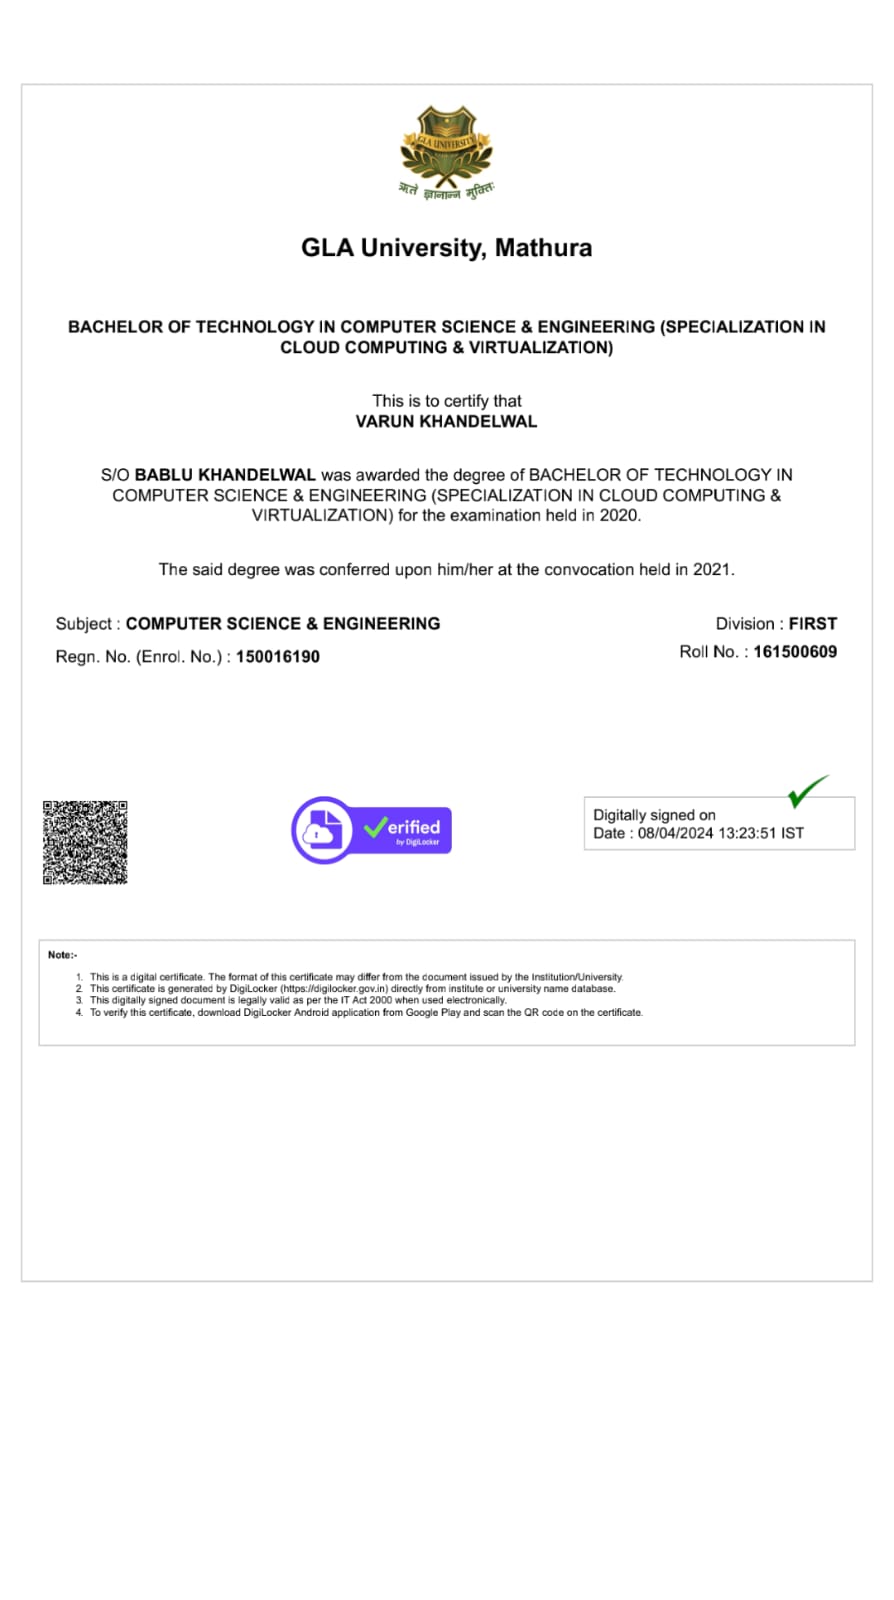 GLA UNIVERSITY
ऋते ज्ञानान्न मुक्तिः
GLA University, Mathura
BACHELOR OF TECHNOLOGY IN COMPUTER SCIENCE & ENGINEERING (SPECIALIZATION IN
CLOUD COMPUTING & VIRTUALIZATION)
This is to certify that
VARUN KHANDELWAL
S/O BABLU KHANDELWAL was awarded the degree of BACHELOR OF TECHNOLOGY IN
COMPUTER SCIENCE & ENGINEERING (SPECIALIZATION IN CLOUD COMPUTING &
VIRTUALIZATION) for the examination held in 2020.
The said degree was conferred upon him/her at the convocation held in 2021.
Subject : COMPUTER SCIENCE & ENGINEERING
Division : FIRST
Regn. No. (Enrol. No.) : 150016190
Roll No. : 161500609
erified
by DigiLocker
Digitally signed on
Date : 08/04/2024 13:23:51 IST
Note:-
1. This is a digital certificate. The format of this certificate may differ from the document issued by the Institution/University.
2. This certificate is generated by DigiLocker (https://digilocker.gov.in) directly from institute or university name database.
3. This digitally signed document is legally valid as per the IT Act 2000 when used electronically.
4. To verify this certificate, download DigiLocker Android application from Google Play and scan the QR code on the certificate.